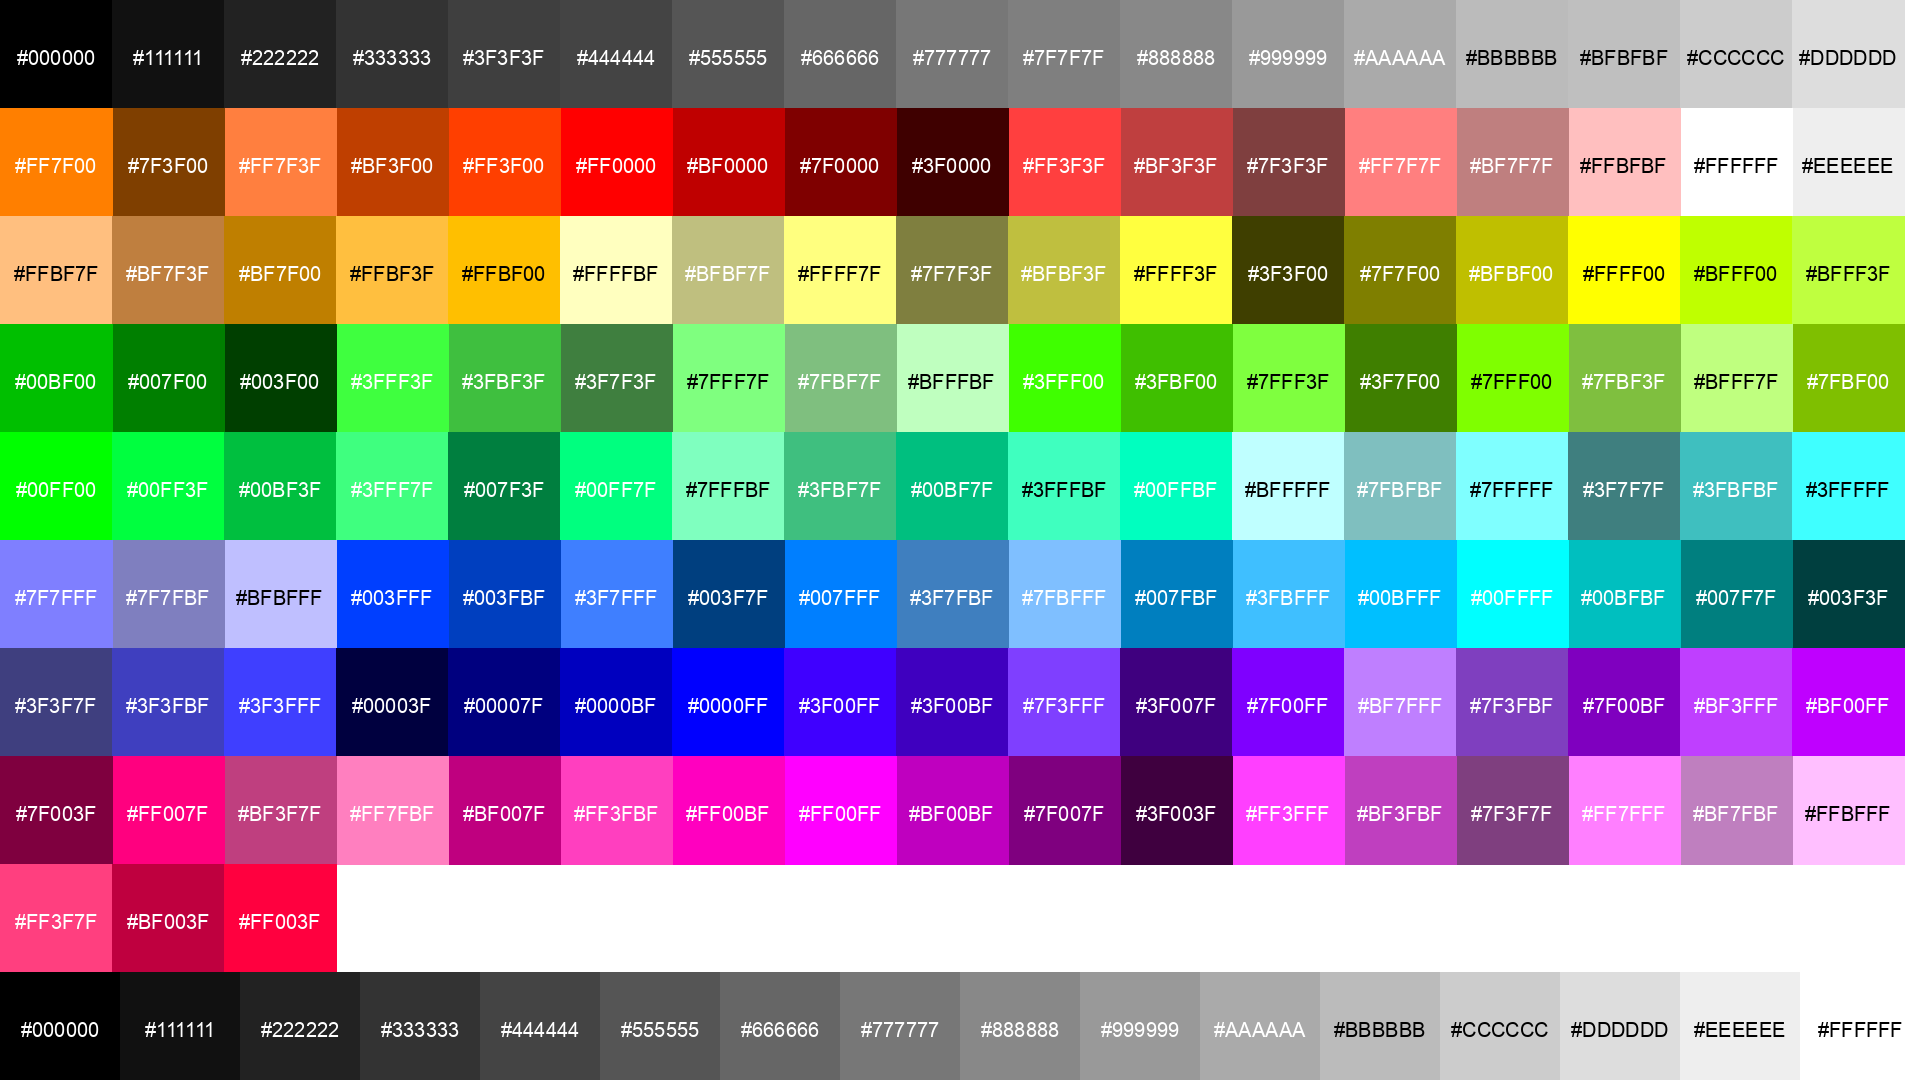 #000000 #111111 #222222 #333333 #3F3F3F #444444 #555555 #666666 #777777 #7F7F7F #888888 #999999 #AAAAAA #BBBBBB #BFBFBF #CCCCCC #DDDDDD
#FF7F00 #7F3F00 #FF7F3F #BF3F00 #FF3F00 #FF0000 #BF0000 #7F0000 #3F0000 #FF3F3F #BF3F3F #7F3F3F #FF7F7F #BF7F7F #FFBFBF #FFFFFF #EEEEEE
#FFBF7F #BF7F3F #BF7F00 #FFBF3F #FFBF00 #FFFFBF #BFBF7F #FFFF7F #7F7F3F #BFBF3F #FFFF3F #3F3F00 #7F7F00 #BFBF00 #FFFF00 #BFFF00 #BFFF3F
#00BF00 #007F00 #003F00 #3FFF3F #3FBF3F #3F7F3F #7FFF7F #7FBF7F #BFFFBF #3FFF00 #3FBF00 #7FFF3F #3F7F00 #7FFF00 #7FBF3F #BFFF7F #7FBF00
#00FF00 #00FF3F #00BF3F #3FFF7F #007F3F #00FF7F #7FFFBF #3FBF7F #00BF7F #3FFFBF #00FFBF #BFFFFF #7FBFBF #7FFFFF #3F7F7F #3FBFBF #3FFFFF
#7F7FFF #7F7FBF #BFBFFF #003FFF #003FBF #3F7FFF #003F7F #007FFF #3F7FBF #7FBFFF #007FBF #3FBFFF #00BFFF #00FFFF #00BFBF #007F7F #003F3F
#3F3F7F #3F3FBF #3F3FFF #00003F #00007F #0000BF #0000FF #3F00FF #3F00BF #7F3FFF #3F007F #7F00FF #BF7FFF #7F3FBF #7F00BF #BF3FFF #BF00FF
#7F003F #FF007F #BF3F7F #FF7FBF #BF007F #FF3FBF #FF00BF #FF00FF #BF00BF #7F007F #3F003F #FF3FFF #BF3FBF #7F3F7F #FF7FFF #BF7FBF #FFBFFF
#FF3F7F #BF003F #FF003F
#000000 #111111 #222222 #333333 #444444 #555555 #666666 #777777 #888888 #999999 #AAAAAA #BBBBBB #CCCCCC #DDDDDD #EEEEEE #FFFFFF